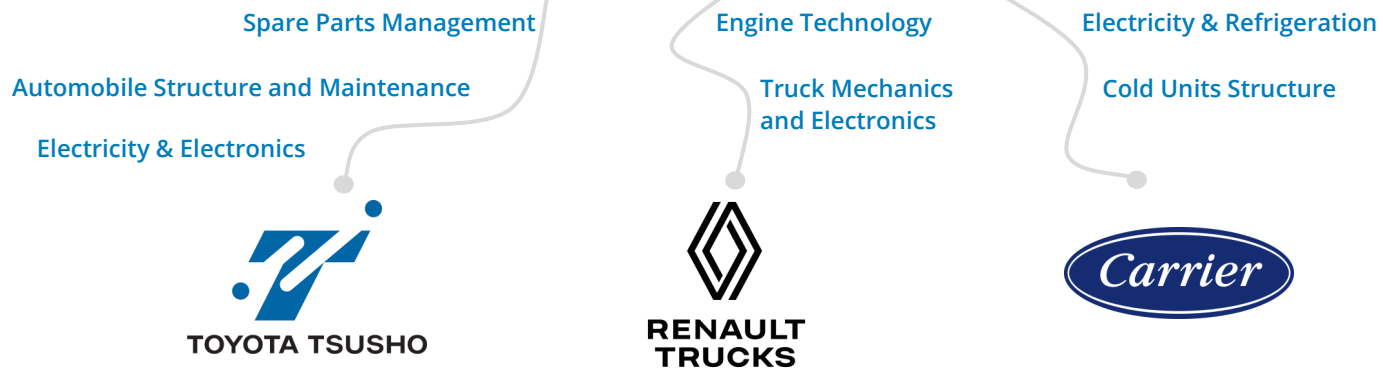 Spare Parts Management
Automobile Structure and Maintenance
Electricity & Electronics
TOYOTA TSUSHO
Engine Technology
Truck Mechanics
and Electronics
RENAULT
TRUCKS
Electricity & Refrigeration
Cold Units Structure
Carrier